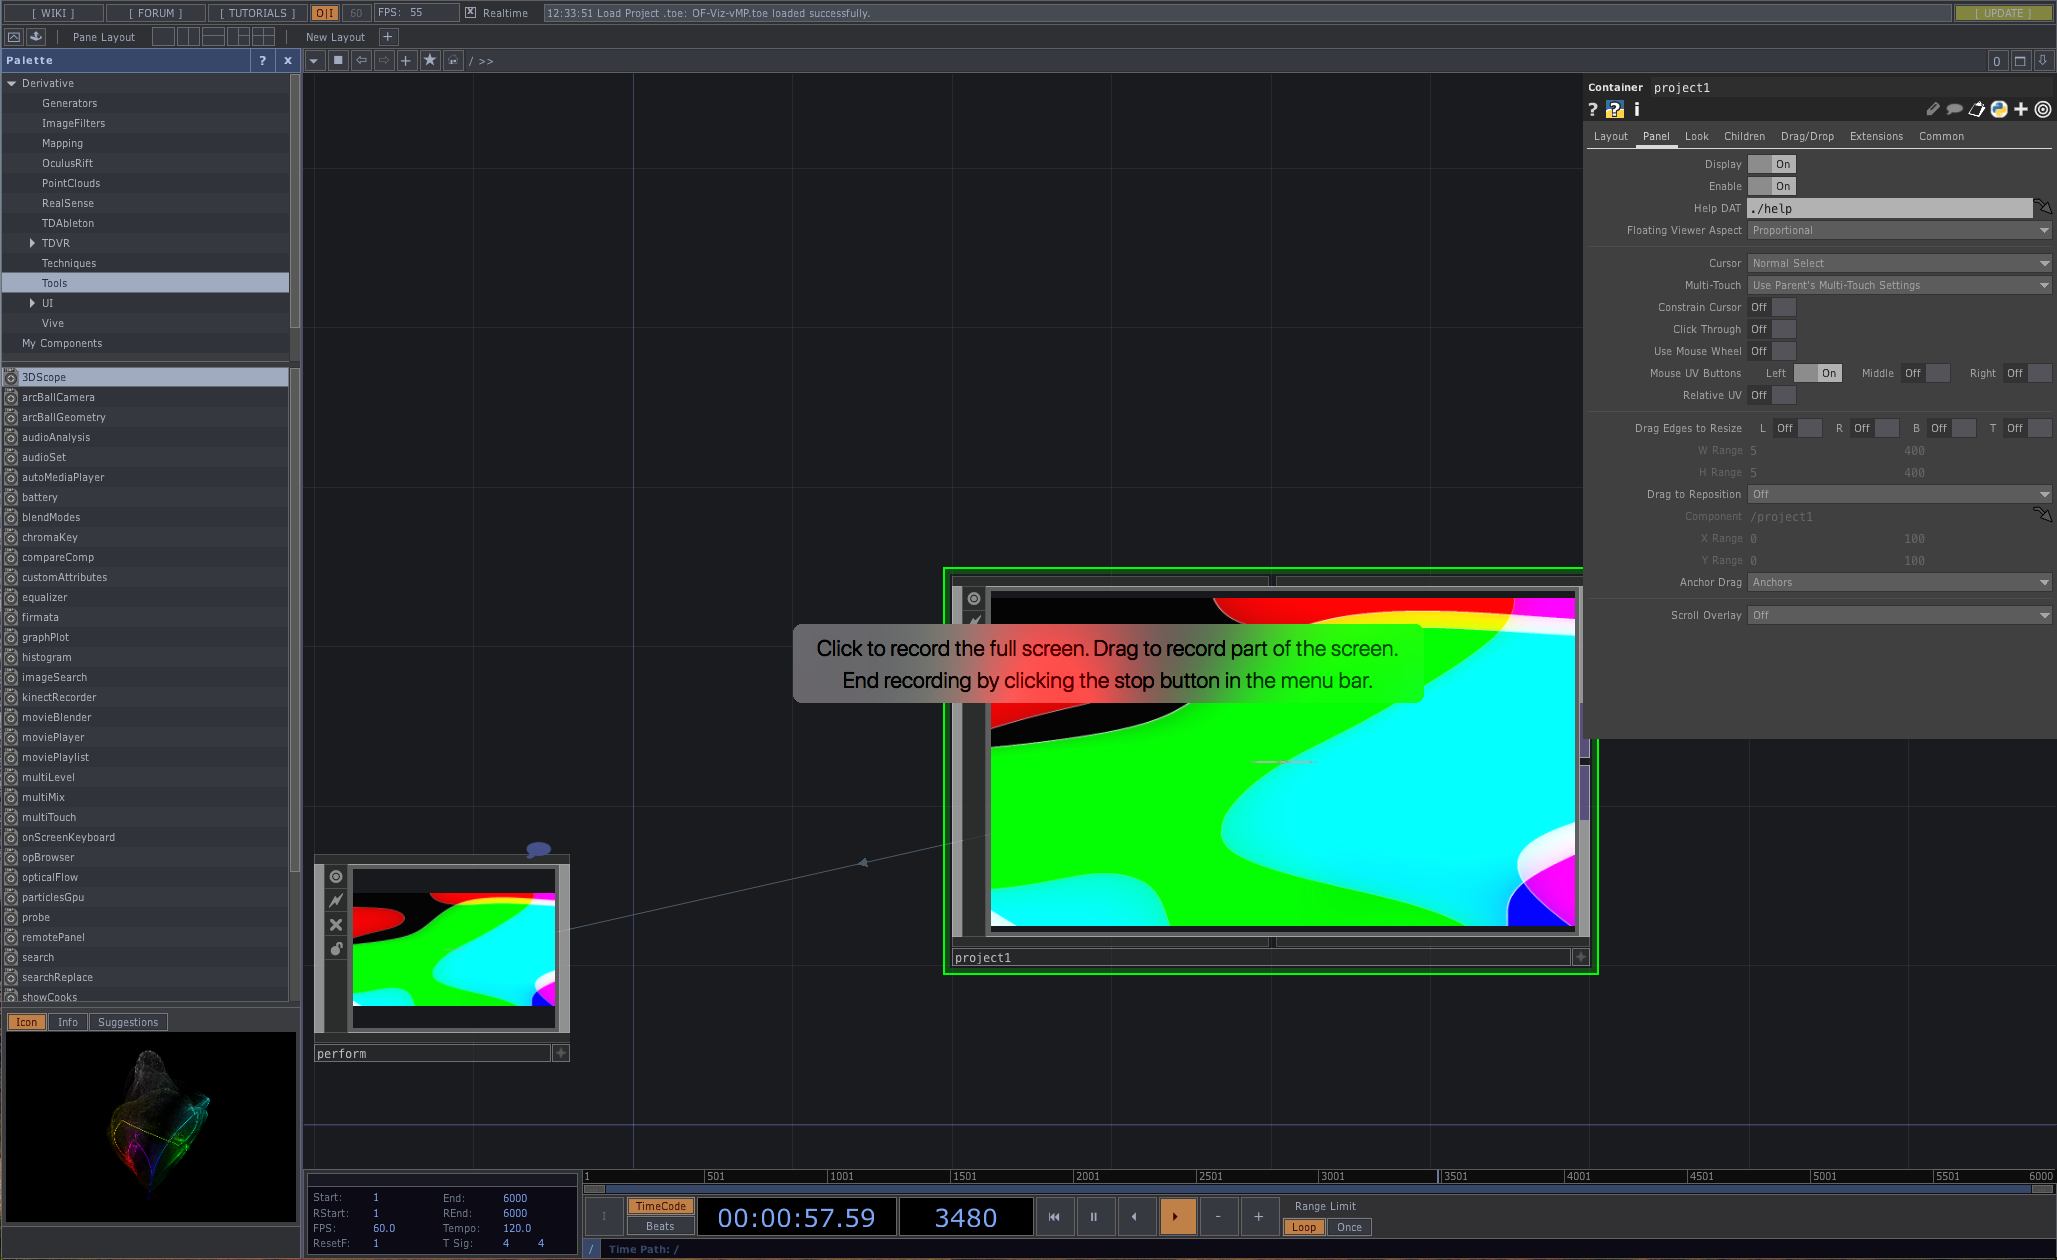 [ WIKI ] [ FORUM ] [ TUTORIALS ] O|I 60 FPS: 55 Realtime 12:33:51 Load Project .toe: OF-Viz-vMP.toe loaded successfully. [ UPDATE ]
Pane Layout New Layout +
Palette ? x / >> 0
Derivative
Generators
ImageFilters
Mapping
OculusRift
PointClouds
RealSense
TDAbleton
TDVR
Techniques
Tools
UI
Vive
My Components
3DScope
arcBallCamera
arcBallGeometry
audioAnalysis
audioSet
autoMediaPlayer
battery
blendModes
chromaKey
compareComp
customAttributes
equalizer
firmata
graphPlot
histogram
imageSearch
kinectRecorder
movieBlender
moviePlayer
moviePlaylist
multiLevel
multiMix
multiTouch
onScreenKeyboard
opBrowser
opticalFlow
particlesGpu
probe
remotePanel
search
searchReplace
showCooks
Icon Info Suggestions
Container project1
? ? i
Layout Panel Look Children Drag/Drop Extensions Common
Display On
Enable On
Help DAT ./help
Floating Viewer Aspect Proportional
Cursor Normal Select
Multi-Touch Use Parent's Multi-Touch Settings
Constrain Cursor Off
Click Through Off
Use Mouse Wheel Off
Mouse UV Buttons Left On Middle Off Right Off
Relative UV Off
Drag Edges to Resize L Off R Off B Off T Off
W Range 5 400
H Range 5 400
Drag to Reposition Off
Component /project1
X Range 0 100
Y Range 0 100
Anchor Drag Anchors
Scroll Overlay Off
Click to record the full screen. Drag to record part of the screen.
End recording by clicking the stop button in the menu bar.
project1
perform
Start: 1 End: 6000
RStart: 1 REnd: 6000
FPS: 60.0 Tempo: 120.0
ResetF: 1 T Sig: 4 4
1 501 1001 1501 2001 2501 3001 3501 4001 4501 5001 5501 6000
TimeCode
Beats
00:00:57.59 3480 - +
Range Limit
Loop Once
/ Time Path: /